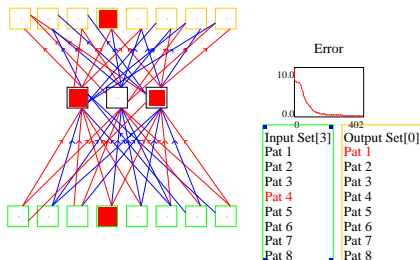 Error
10.0
0.0
0 402
Input Set[3]
Pat 1
Pat 2
Pat 3
Pat 4
Pat 5
Pat 6
Pat 7
Pat 8
Output Set[0]
Pat 1
Pat 2
Pat 3
Pat 4
Pat 5
Pat 6
Pat 7
Pat 8